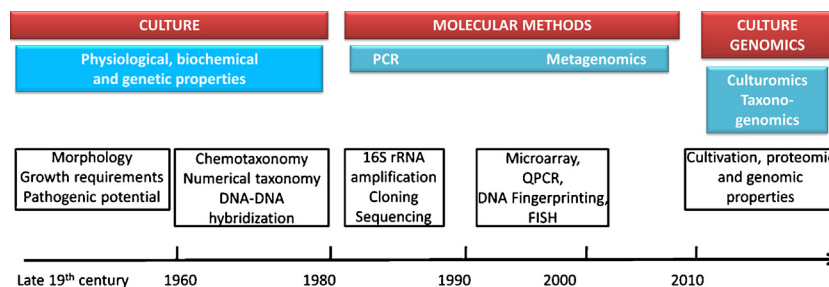 CULTURE
MOLECULAR METHODS
CULTURE
GENOMICS
Physiological, biochemical
and genetic properties
PCR
Metagenomics
Culturomics
Taxono-
genomics
Morphology
Growth requirements
Pathogenic potential
Chemotaxonomy
Numerical taxonomy
DNA-DNA
hybridization
16S rRNA
amplification
Cloning
Sequencing
Microarray,
QPCR,
DNA Fingerprinting,
FISH
Cultivation, proteomic
and genomic
properties
Late 19th century
1960
1980
1990
2000
2010